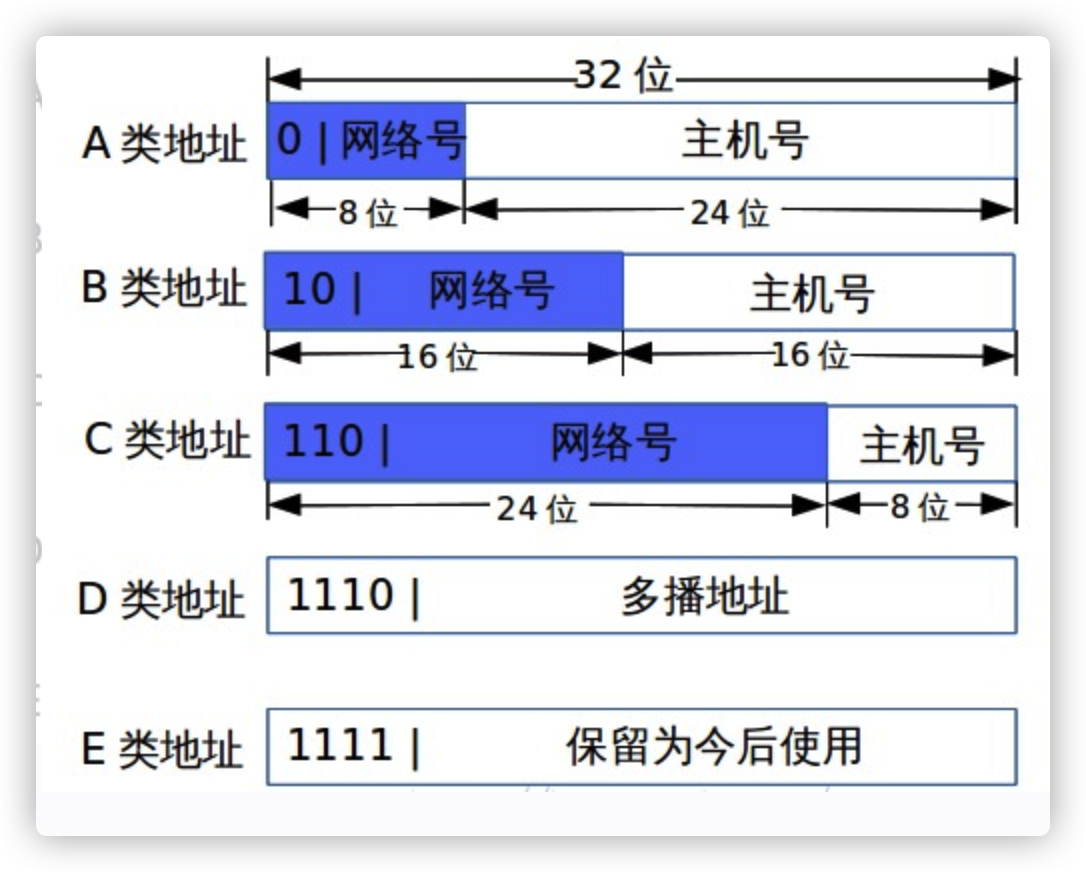 32 位
A 类地址 0 | 网络号 主机号
8 位 24 位
B 类地址 10 | 网络号 主机号
16 位 16 位
C 类地址 110 | 网络号 主机号
24 位 8 位
D 类地址 1110 | 多播地址
E 类地址 1111 | 保留为今后使用